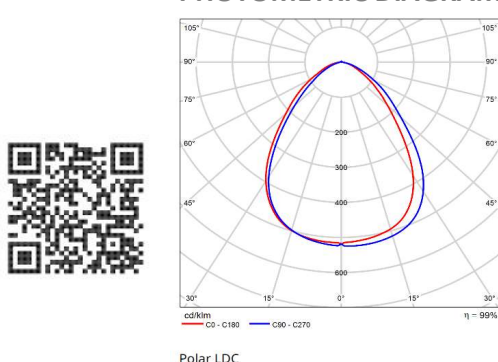 PHOTOMETRIC DIAGRAM
105° 105°
90° 90°
75° 75°
60° 60°
45° 45°
200
300
400
600
30° 15° 0° 15° 30°
cd/klm η = 99%
C0 - C180 C90 - C270
Polar LDC